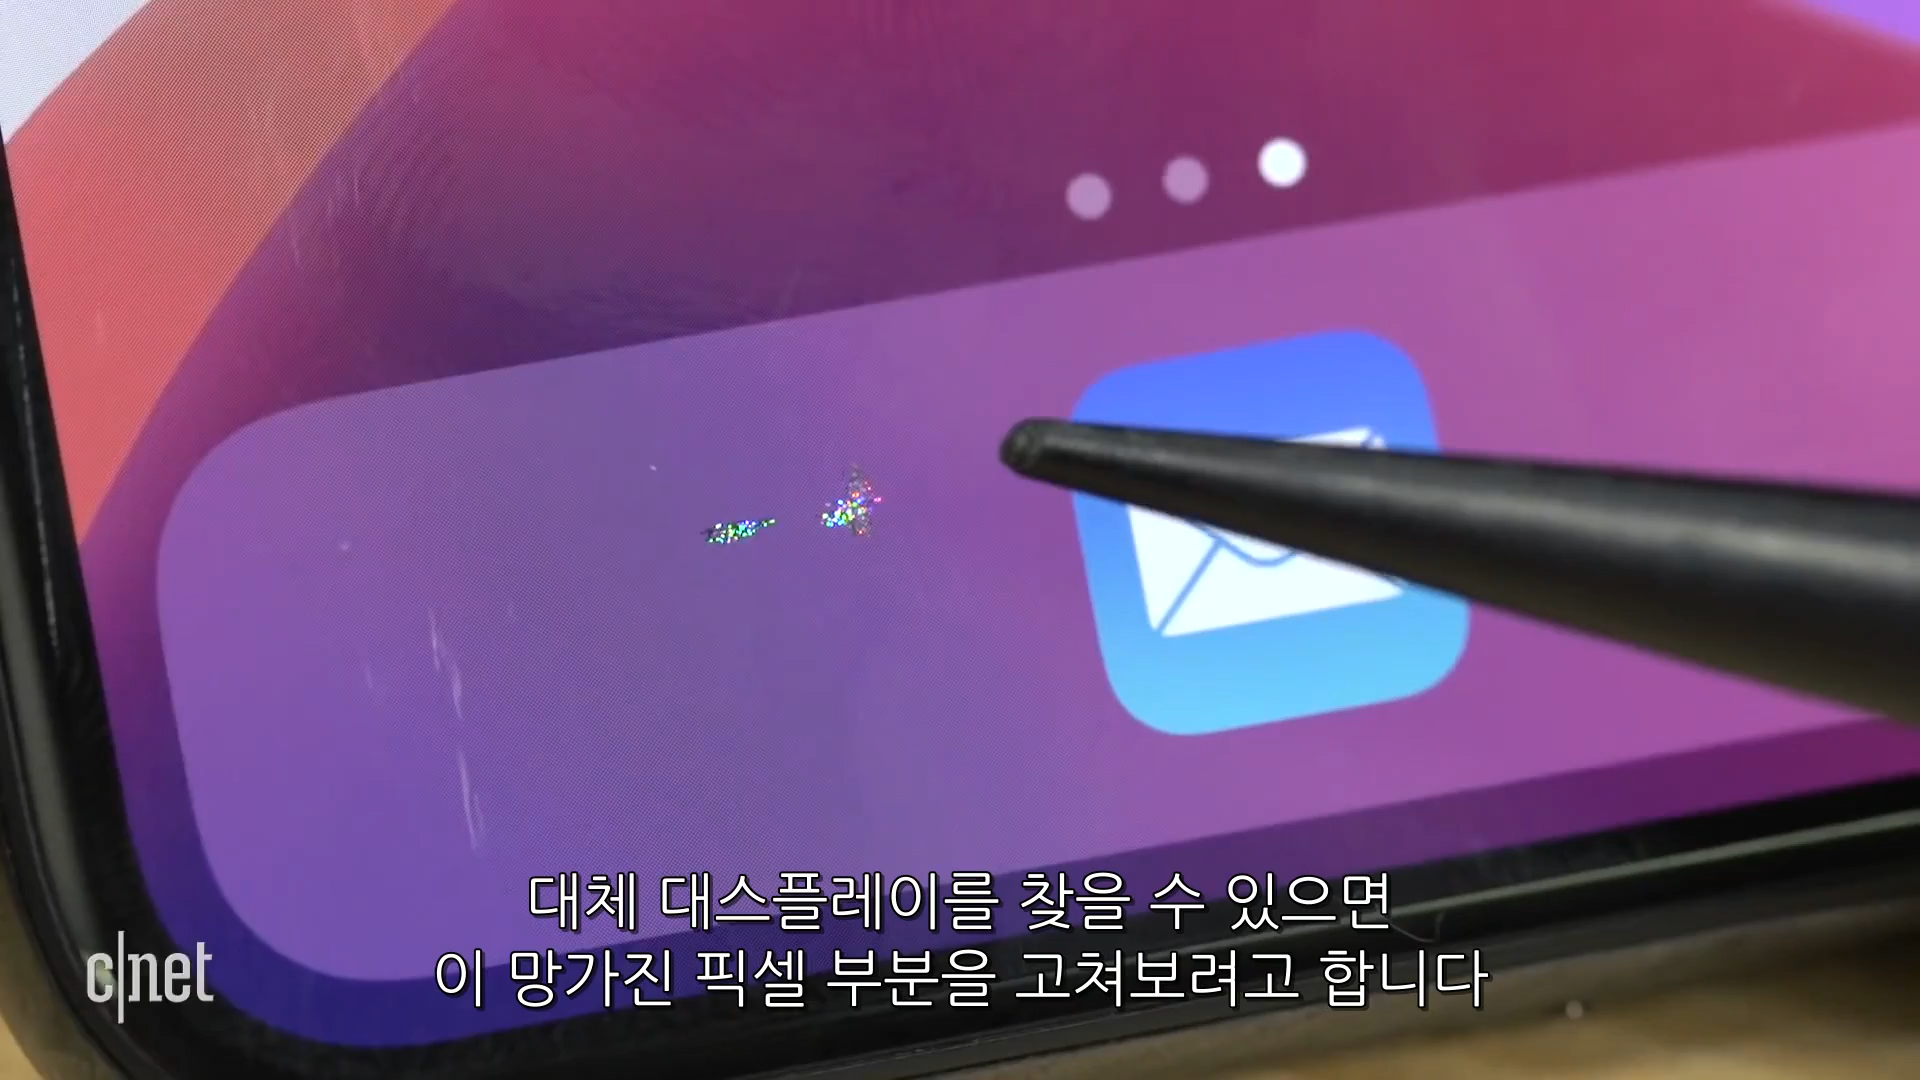 대체 대스플레이를 찾을 수 있으면
이 망가진 픽셀 부분을 고쳐보려고 합니다
c|net